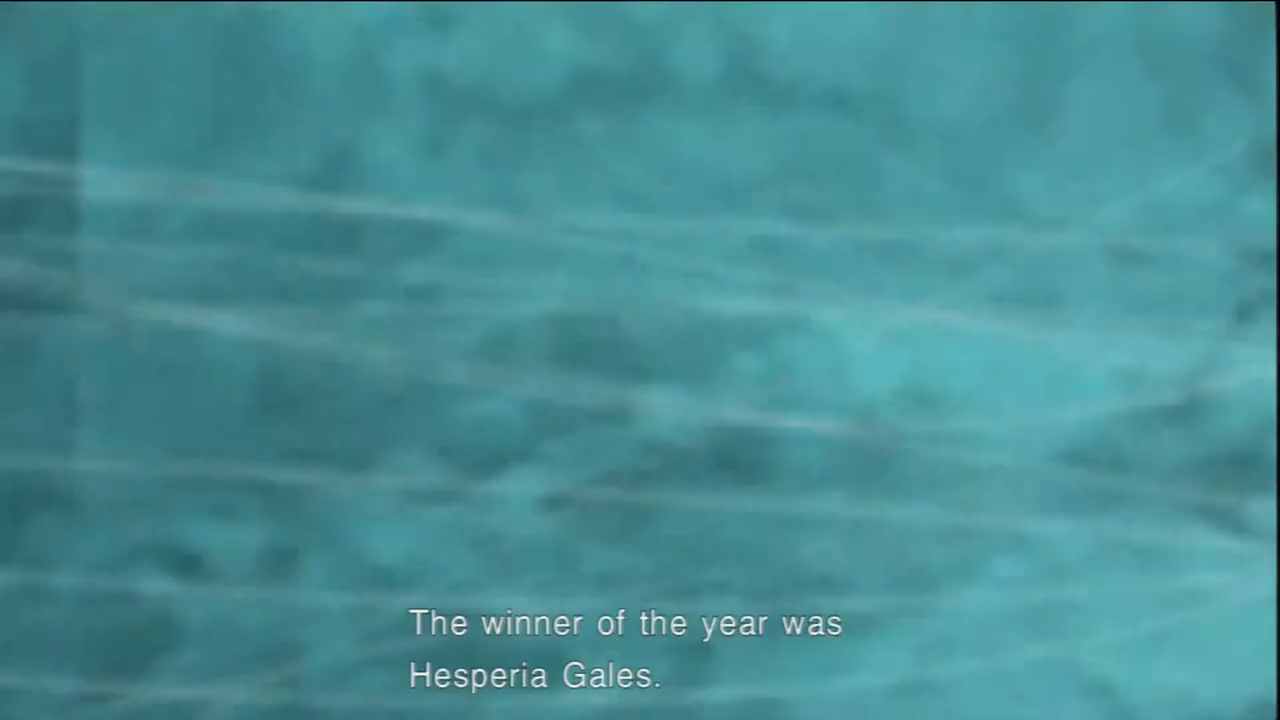 The winner of the year was
Hesperia Gales.